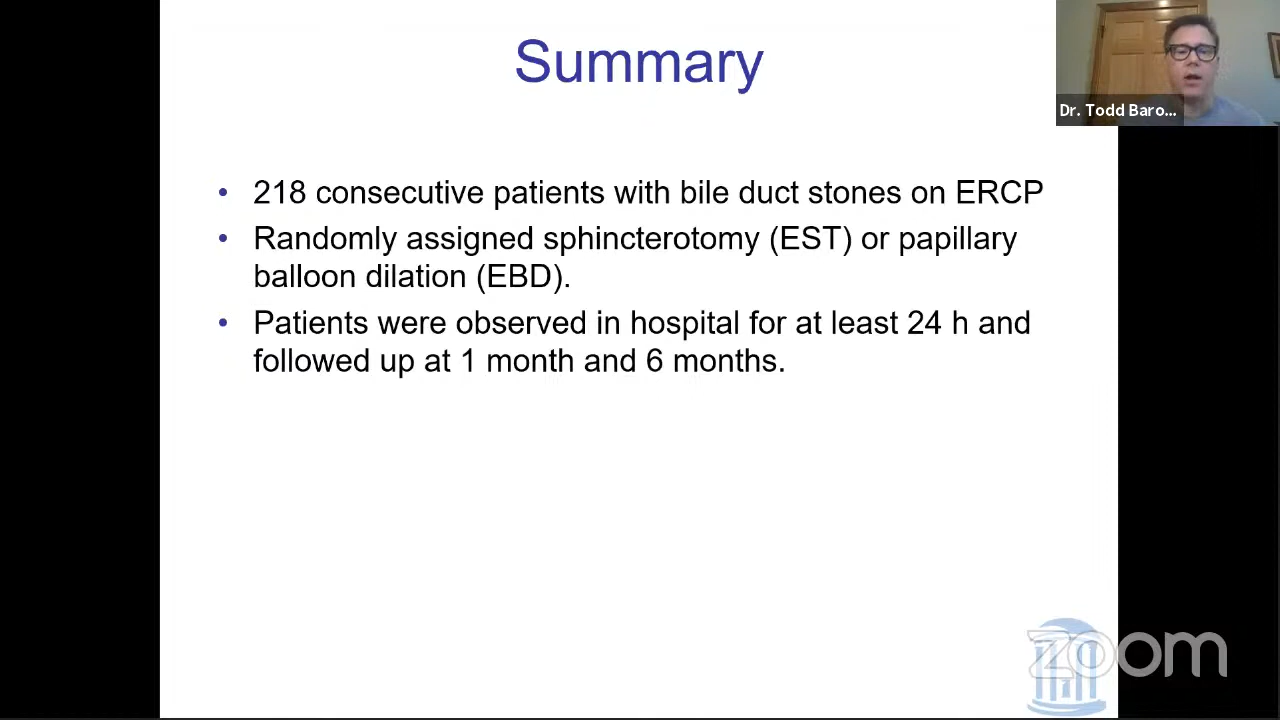 Summary
Dr. Todd Baro...
• 218 consecutive patients with bile duct stones on ERCP
• Randomly assigned sphincterotomy (EST) or papillary
balloon dilation (EBD).
• Patients were observed in hospital for at least 24 h and
followed up at 1 month and 6 months.
zoom